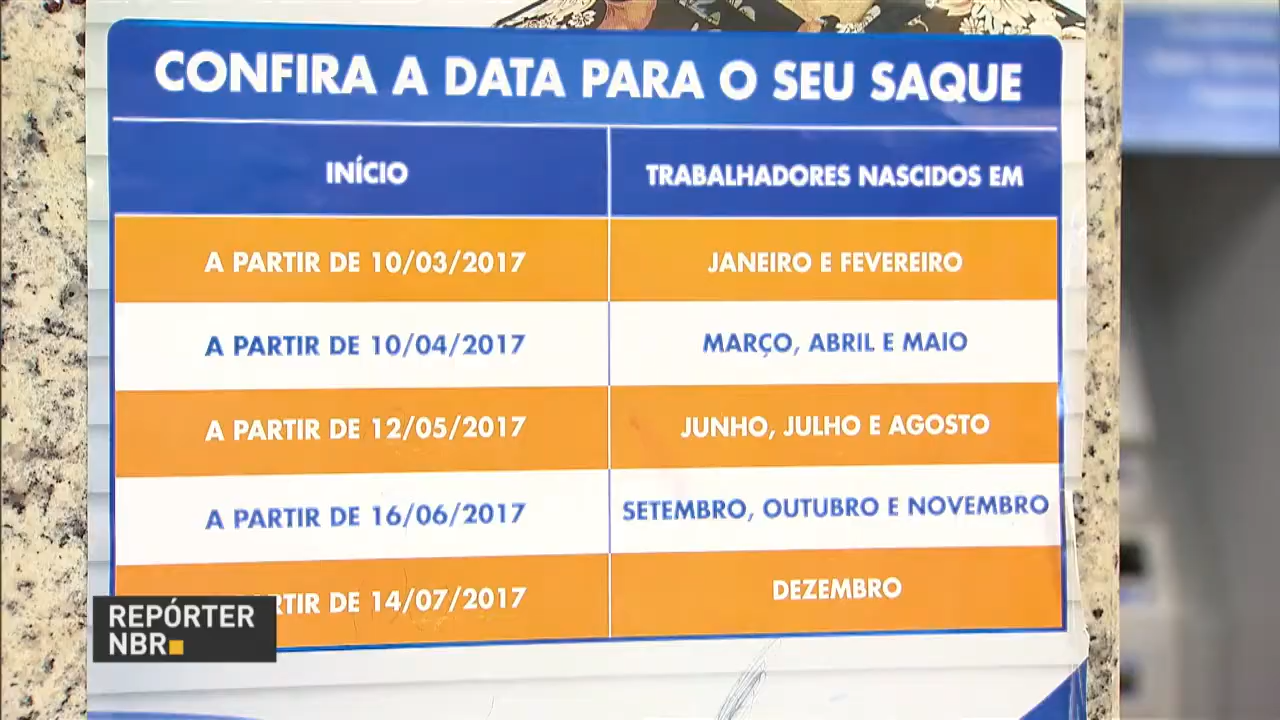 CONFIRA A DATA PARA O SEU SAQUE
INÍCIO TRABALHADORES NASCIDOS EM
A PARTIR DE 10/03/2017 JANEIRO E FEVEREIRO
A PARTIR DE 10/04/2017 MARÇO, ABRIL E MAIO
A PARTIR DE 12/05/2017 JUNHO, JULHO E AGOSTO
A PARTIR DE 16/06/2017 SETEMBRO, OUTUBRO E NOVEMBRO
RTIR DE 14/07/2017 DEZEMBRO
REPÓRTER
NBR